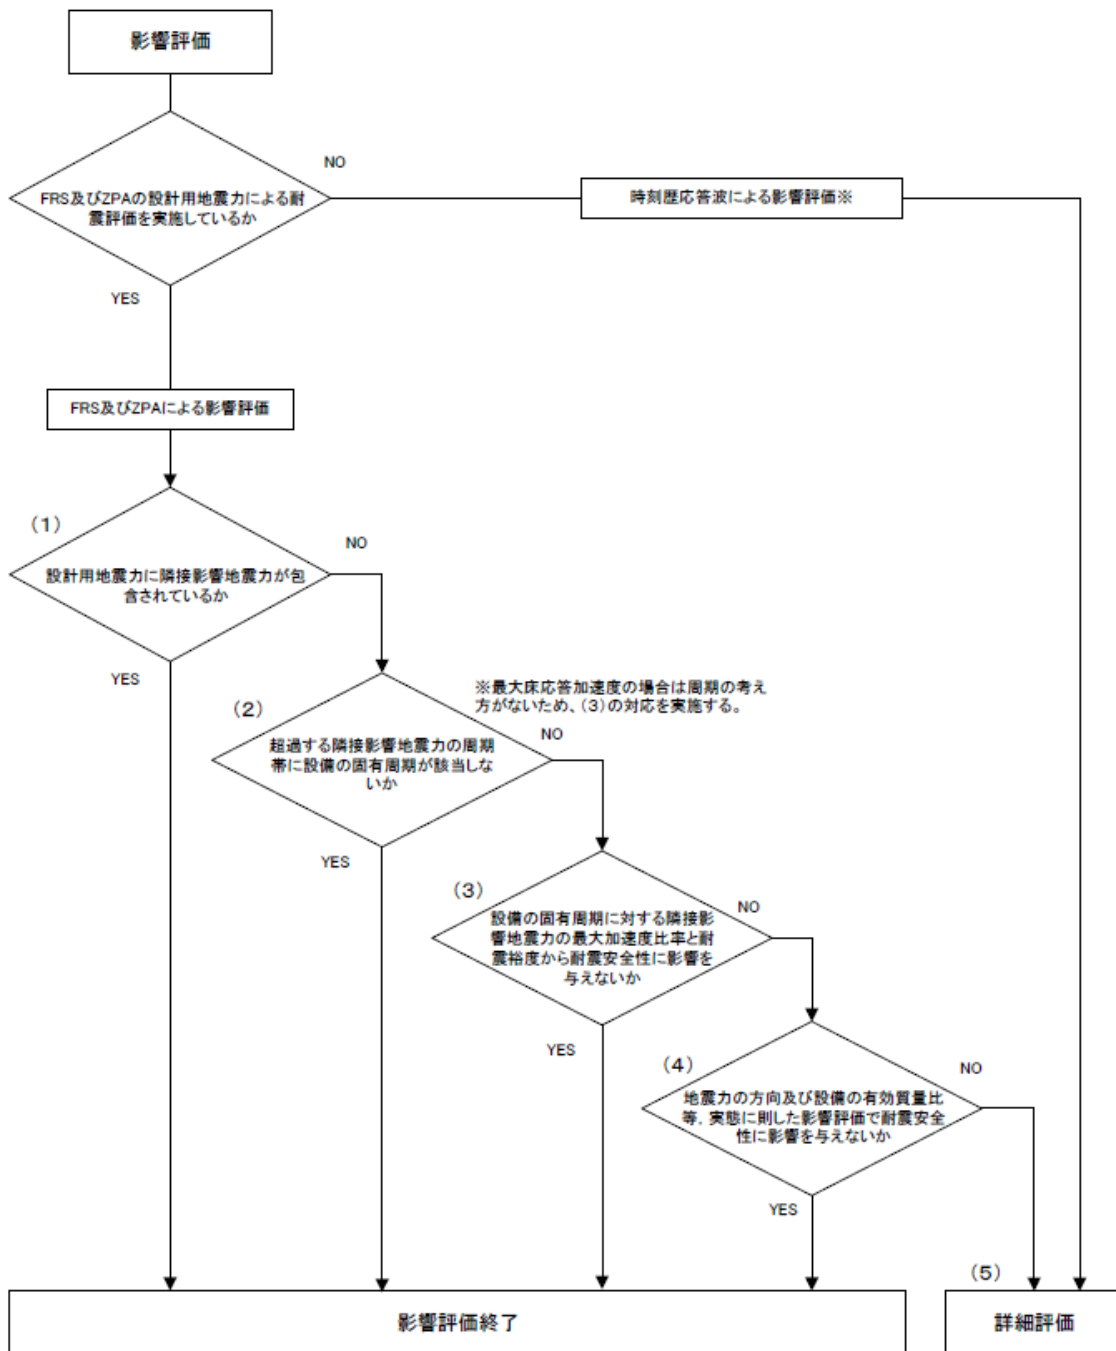 影響評価
NO
FRS及びZPAの設計用地震力による耐
震評価を実施しているか
時刻歴応答波による影響評価※
YES
FRS及びZPAによる影響評価
(1)
NO
設計用地震力に隣接影響地震力が包
含されているか
YES
※最大床応答加速度の場合は周期の考え
方がないため、(3)の対応を実施する。
(2)
NO
超過する隣接影響地震力の周期
帯に設備の固有周期が該当しな
いか
YES
(3)
NO
設備の固有周期に対する隣接影
響地震力の最大加速度比率と耐
震裕度から耐震安全性に影響を
与えないか
YES
(4)
NO
地震力の方向及び設備の有効質量比
等，実態に則した影響評価で耐震安全
性に影響を与えないか
YES
(5)
影響評価終了
詳細評価